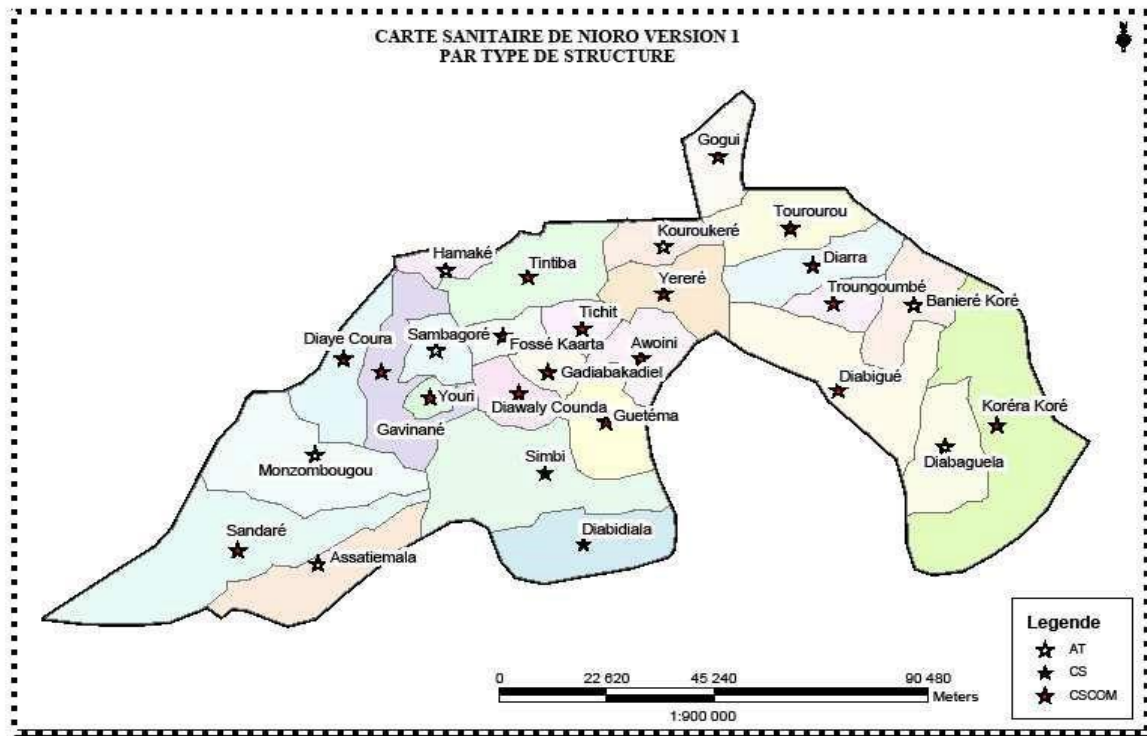 CARTE SANITAIRE DE NIORO VERSION 1
PAR TYPE DE STRUCTURE
N
Gogui
Tourourou
Kouroukeré
Hamaké
Diarra
Tintiba
Yereré
Troungoumbé
Banieré Koré
Tichit
Diaye Coura
Sambagoré
Fossé Kaarta
Awoini
Gadiabakadiel
Diabigué
Youri
Diawaly Counda
Guetéma
Koréra Koré
Gavinané
Diabaguela
Monzombougou
Simbi
Sandaré
Diabidiala
Assatiemala
Legende
AT
CS
CSCOM
0 22 620 45 240 90 480
Meters
1:900 000